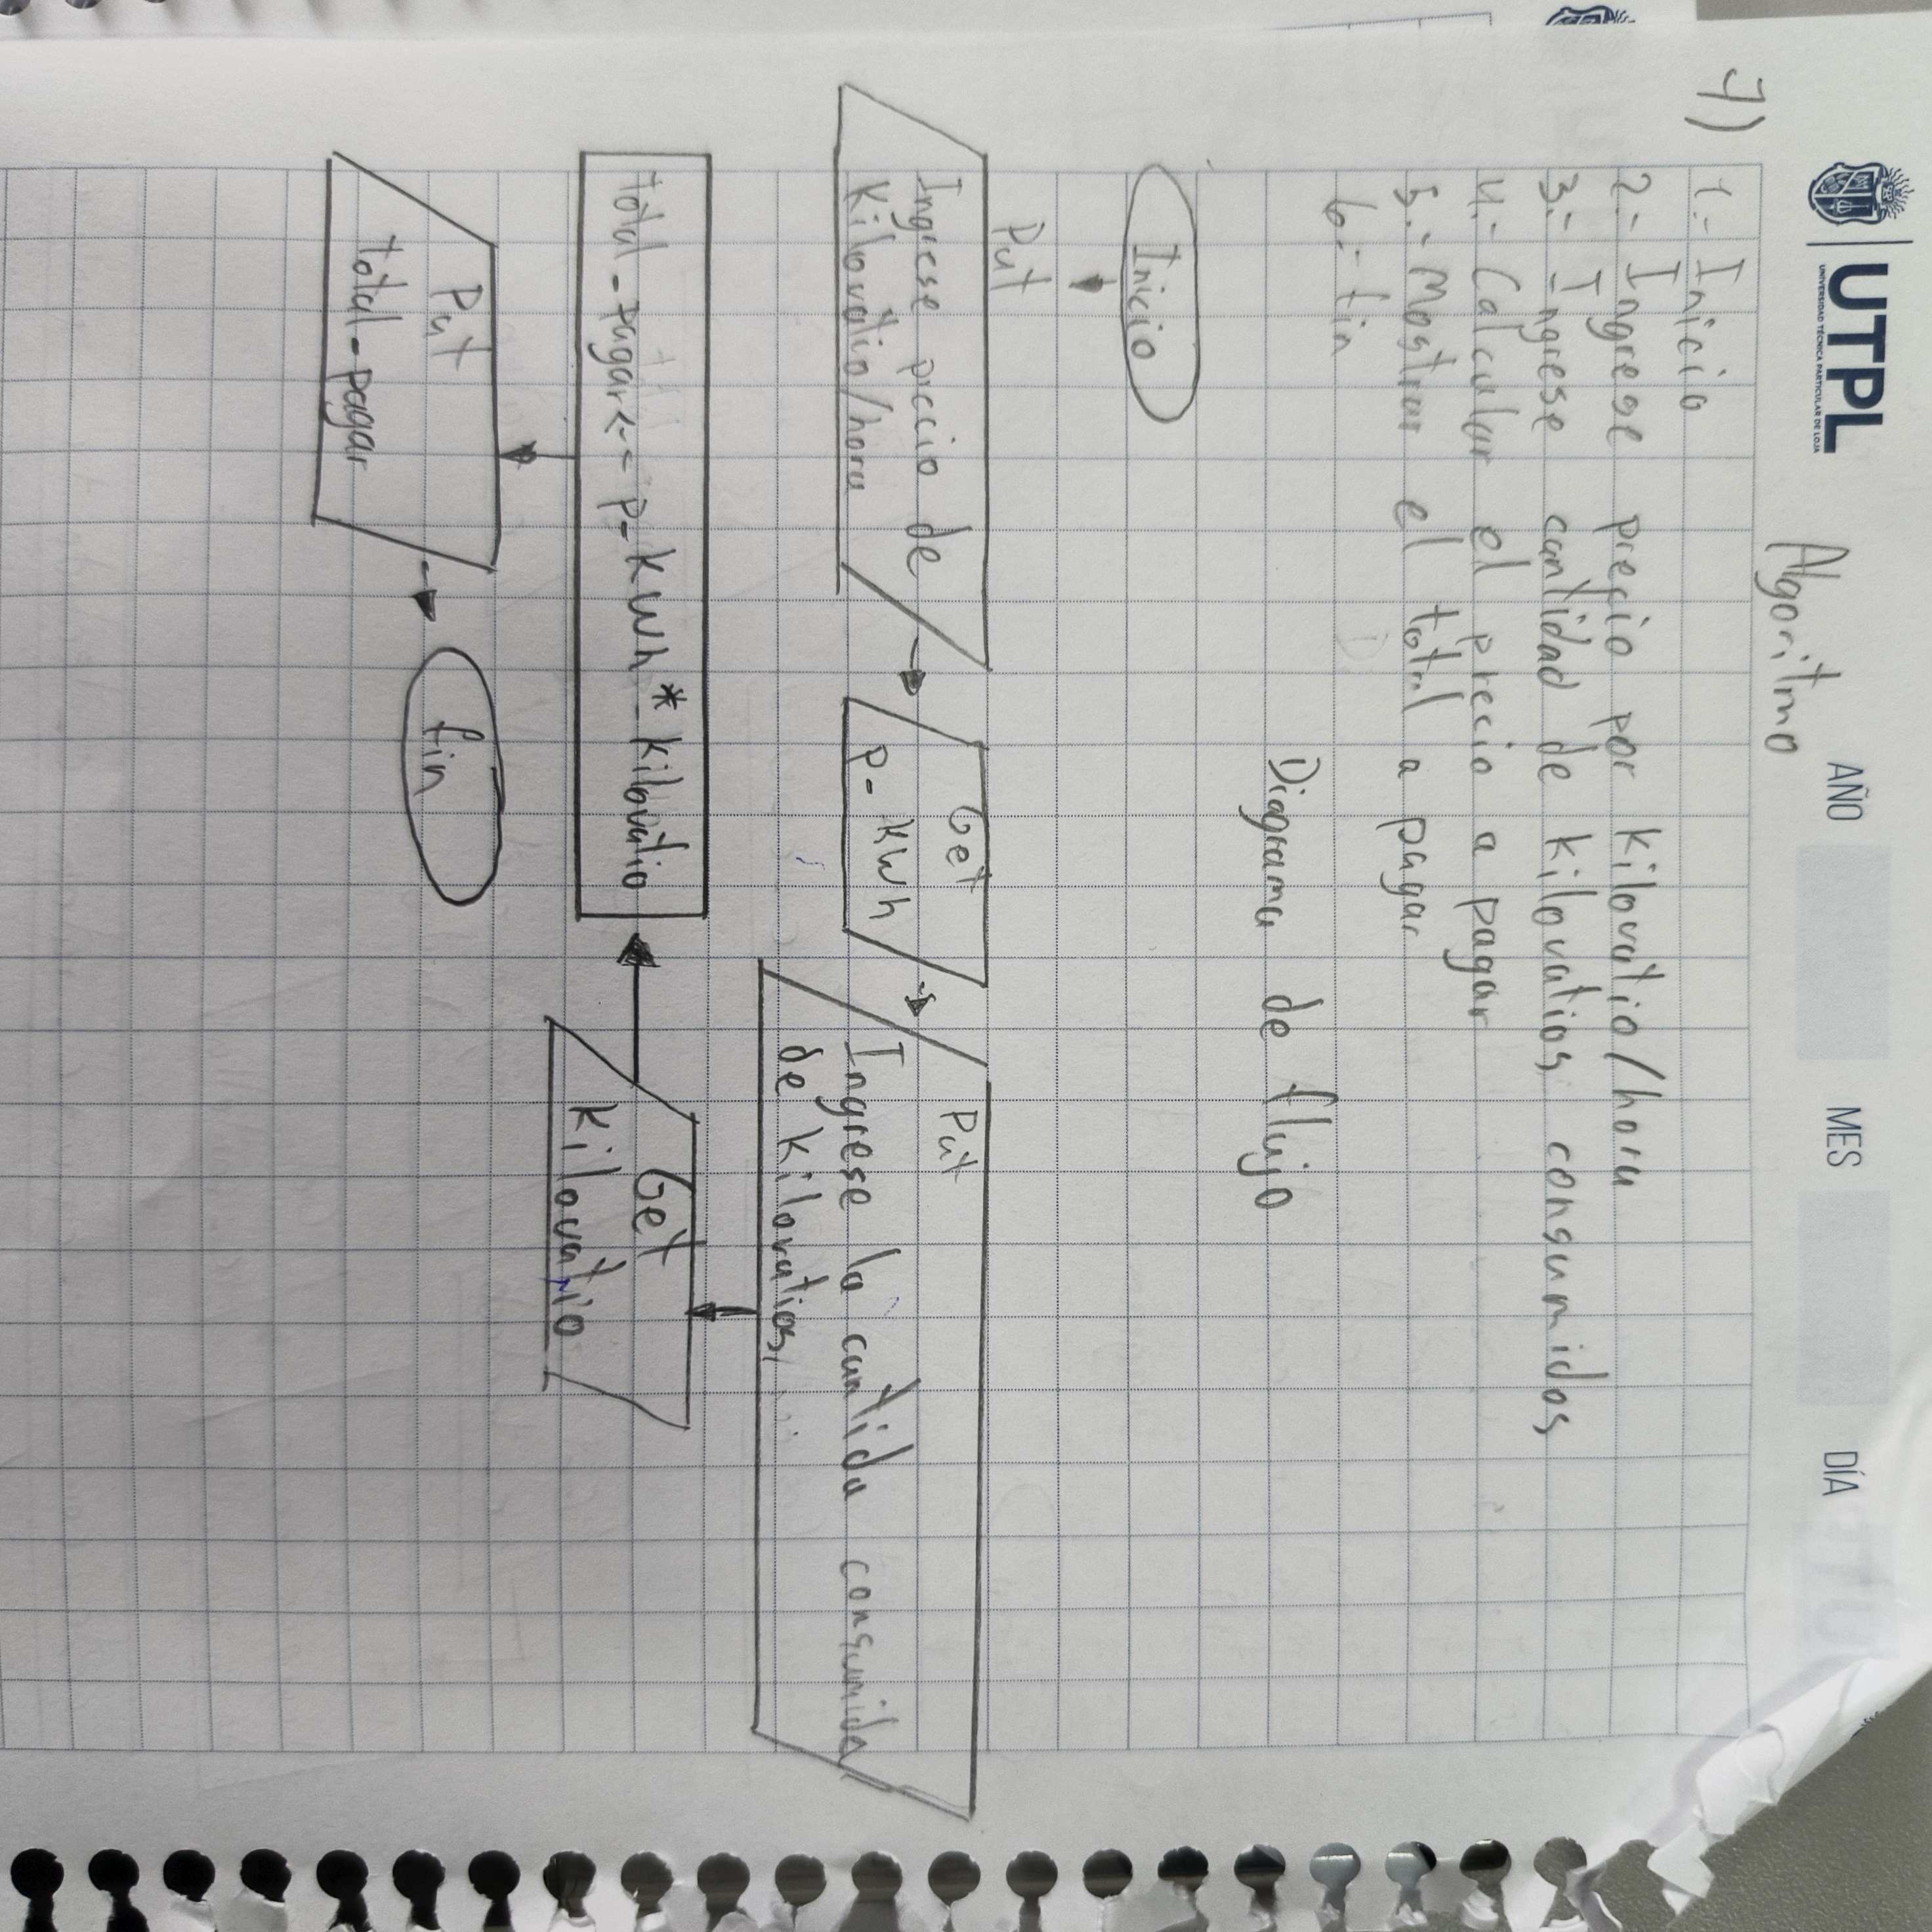 UTPL
UNIVERSIDAD TÉCNICA PARTICULAR DE LOJA
AÑO MES DÍA
Algoritmo
7)
1.- Inicio
2.- Ingrese precio por kilovatio/hora
3.- Ingrese cantidad de kilovatios consumidos
4.- Calcular el precio a pagar
5.- Mostrar el total a pagar
6.- fin
Diagrama de flujo
Inicio
Put
Ingrese precio de
kilovatio/hora
Get
P-kwh
Put
Ingrese la cantida consumida
de kilovatios
Get
kilovatio
total-pagar<-- P-kwh * kilovatio
Put
total-pagar
fin